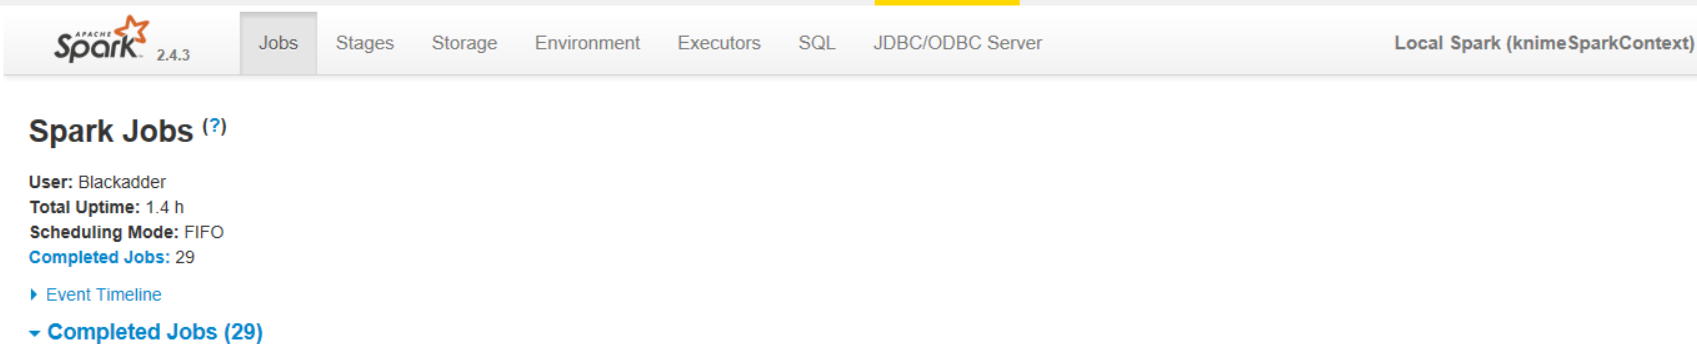 APACHE
Spark 2.4.3 Jobs Stages Storage Environment Executors SQL JDBC/ODBC Server Local Spark (knimeSparkContext)
Spark Jobs (?)
User: Blackadder
Total Uptime: 1.4 h
Scheduling Mode: FIFO
Completed Jobs: 29
Event Timeline
Completed Jobs (29)